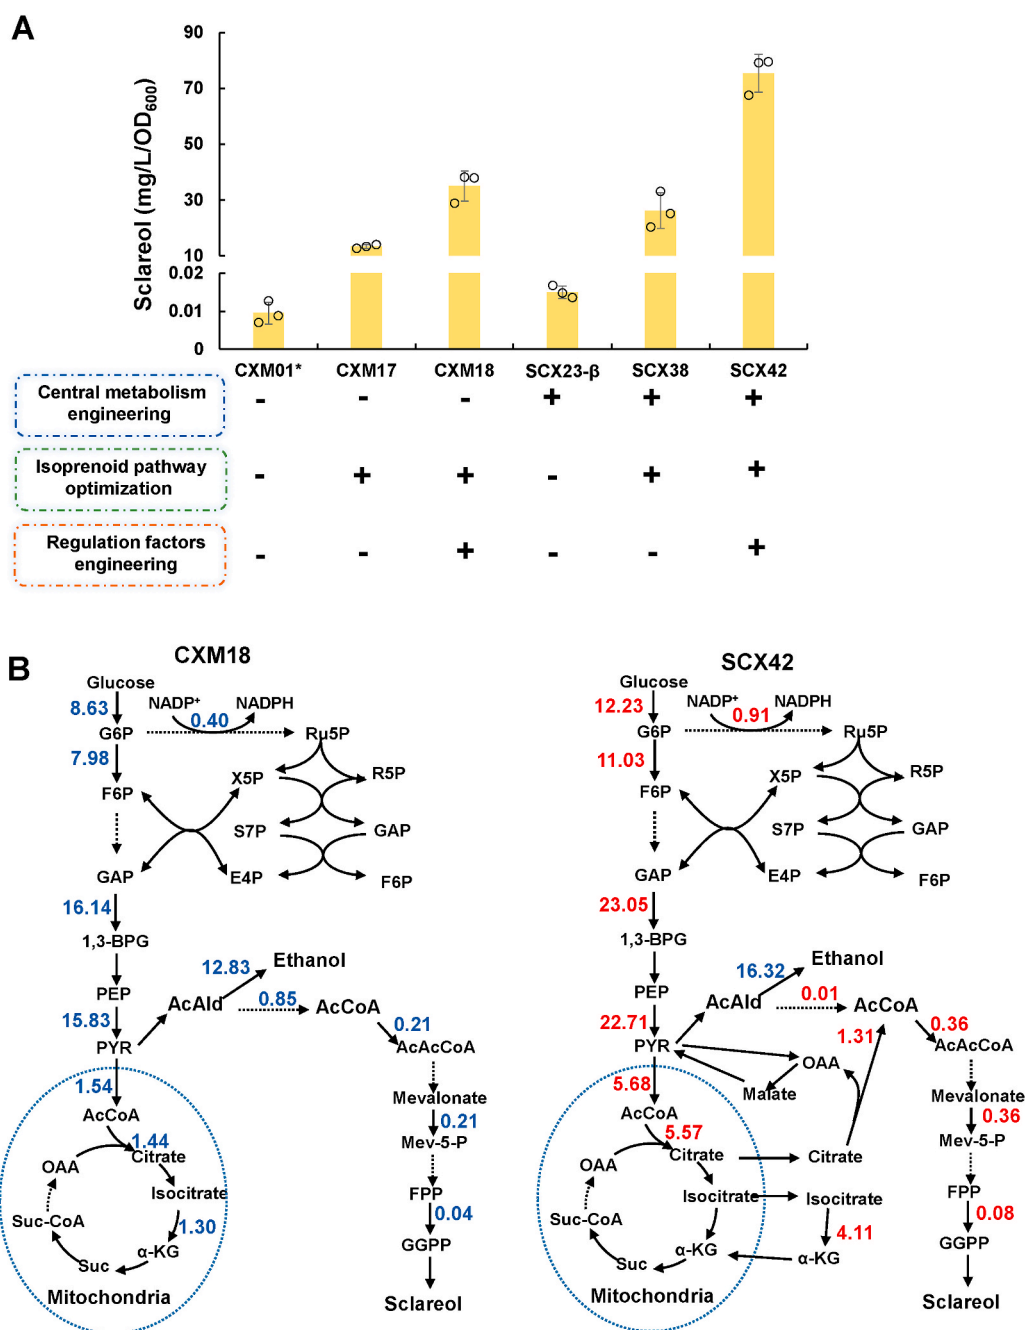 A
Sclareol (mg/L/OD600)
90
70
50
30
10
0.02
0.01
0
CXM01* CXM17 CXM18 SCX23-β SCX38 SCX42
Central metabolism
engineering
- - - + + +
Isoprenoid pathway
optimization
- + + - + +
Regulation factors
engineering
- - + - - +
B
CXM18
Glucose
8.63
NADP+ NADPH
0.40
G6P Ru5P
7.98
X5P R5P
F6P
S7P GAP
GAP E4P F6P
16.14
1,3-BPG
12.83 Ethanol
PEP AcAld 0.85 AcCoA
15.83
0.21
PYR AcAcCoA
1.54
Mevalonate
AcCoA 0.21
1.44 Mev-5-P
OAA Citrate
Isocitrate FPP
Suc-CoA 1.30 0.04
α-KG GGPP
Suc
Mitochondria Sclareol
SCX42
Glucose
12.23
NADP+ NADPH
0.91
G6P Ru5P
11.03
X5P R5P
F6P
S7P GAP
GAP E4P F6P
23.05
1,3-BPG
16.32 Ethanol
PEP AcAld 0.01 AcCoA
22.71 1.31 0.36
PYR OAA AcAcCoA
5.68 Malate Mevalonate
AcCoA 0.36
5.57 Mev-5-P
OAA Citrate Citrate
Isocitrate Isocitrate FPP
Suc-CoA 4.11 0.08
α-KG α-KG GGPP
Suc
Mitochondria Sclareol